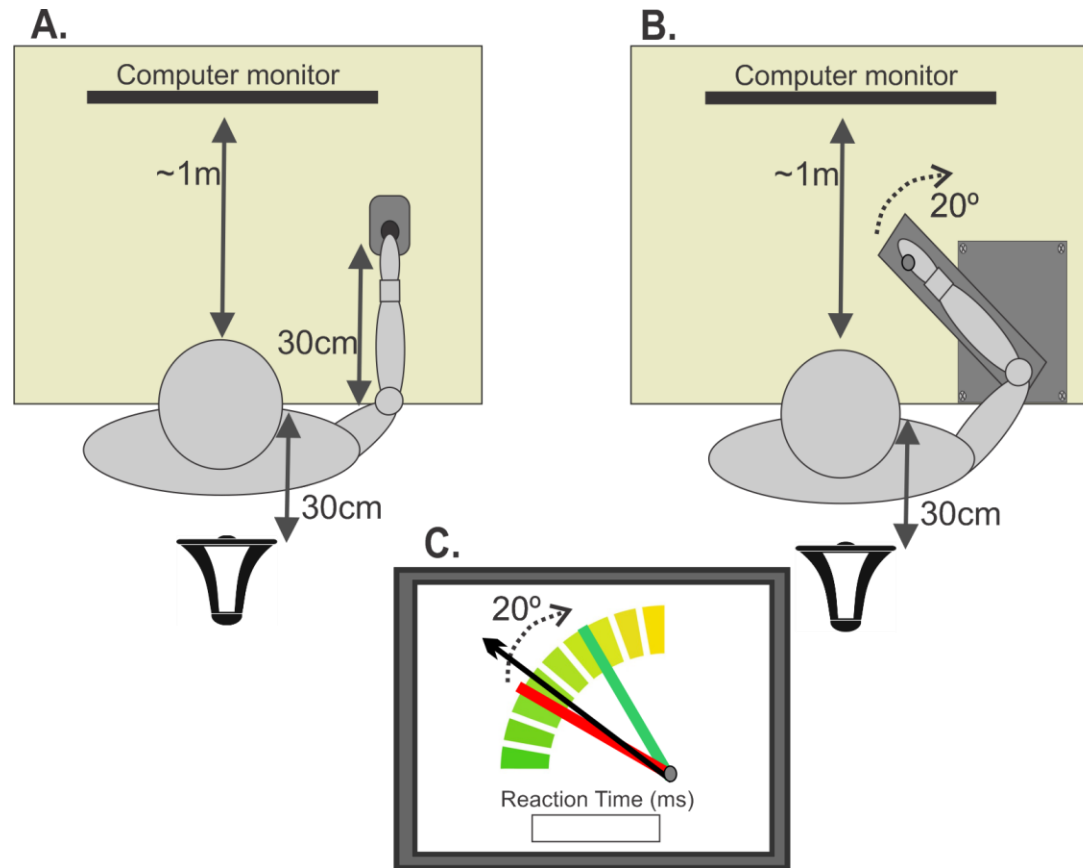 A.
Computer monitor
~1m
30cm
30cm
B.
Computer monitor
~1m
20º
30cm
C.
20º
Reaction Time (ms)